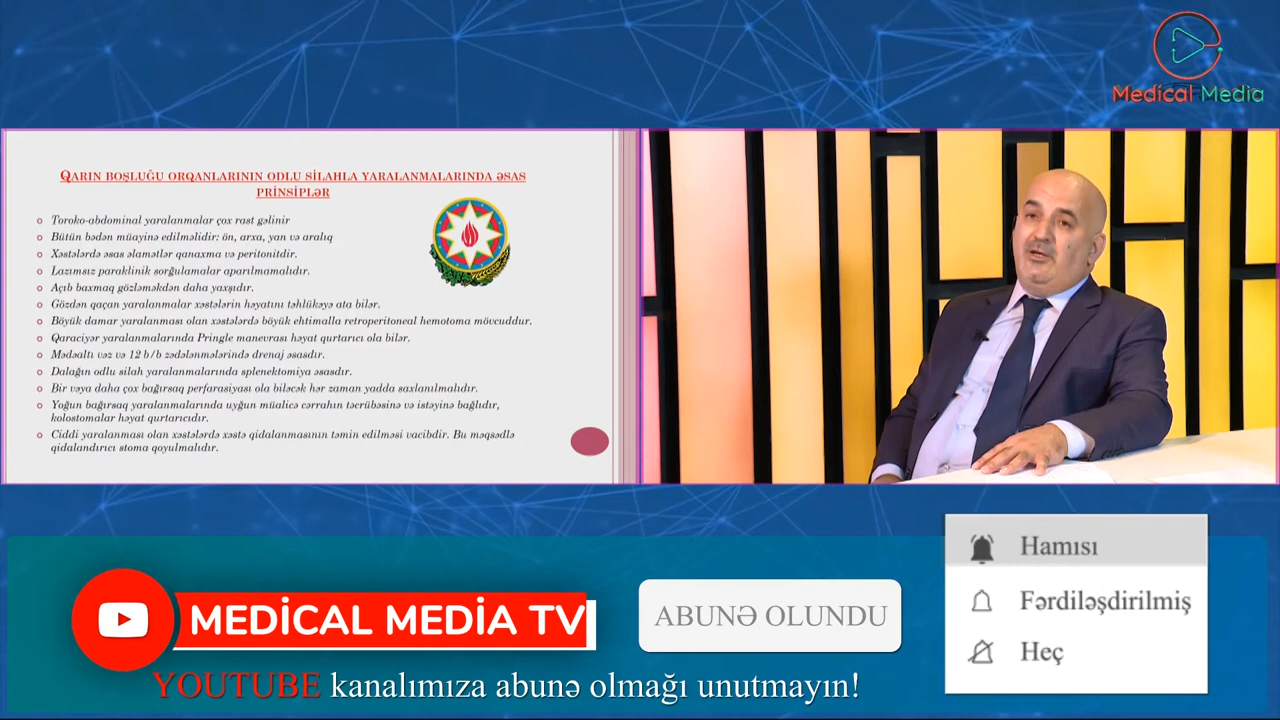 Medical Media
QARIN BOŞLUĞU ORQANLARININ ODLU SİLAHLA YARALANMALARINDA ƏSAS
PRİNSİPLƏR
Toroko-abdominal yaralanmalar çox rast gəlinir
Bütün bədən müayinə edilməlidir: ön, arxa, yan və aralıq
Xəstələrdə əsas əlamətlər qanaxma və peritonitdir.
Lazımsız paraklinik sorğulamalar aparılmamalıdır.
Açıb baxmaq gözləməkdən daha yaxşıdır.
Gözdən qaçan yaralanmalar xəstələrin həyatını təhlükəyə ata bilər.
Böyük damar yaralanması olan xəstələrdə böyük ehtimalla retroperitoneal hemotoma mövcuddur.
Qaraciyər yaralanmalarında Pringle manevrası həyat qurtarıcı ola bilər.
Mədəaltı vəz və 12 b/b zədələnmələrində drenaj əsasdır.
Dalağın odlu silah yaralanmalarında splenektomiya əsasdır.
Bir vəya daha çox bağırsaq perfarasiyası ola biləcək hər zaman yadda saxlanılmalıdır.
Yoğun bağırsaq yaralanmalarında uyğun müalicə cərrahın təcrübəsinə və istəyinə bağlıdır,
kolostomalar həyat qurtarıcıdır.
Ciddi yaralanması olan xəstələrdə xəstə qidalanmasının təmin edilməsi vacibdir. Bu məqsədlə
qidalandırıcı stoma qoyulmalıdır.
MEDİCAL MEDİA TV
ABUNƏ OLUNDU
YOUTUBE kanalımıza abunə olmağı unutmayın!
Hamısı
Fərdiləşdirilmiş
Heç